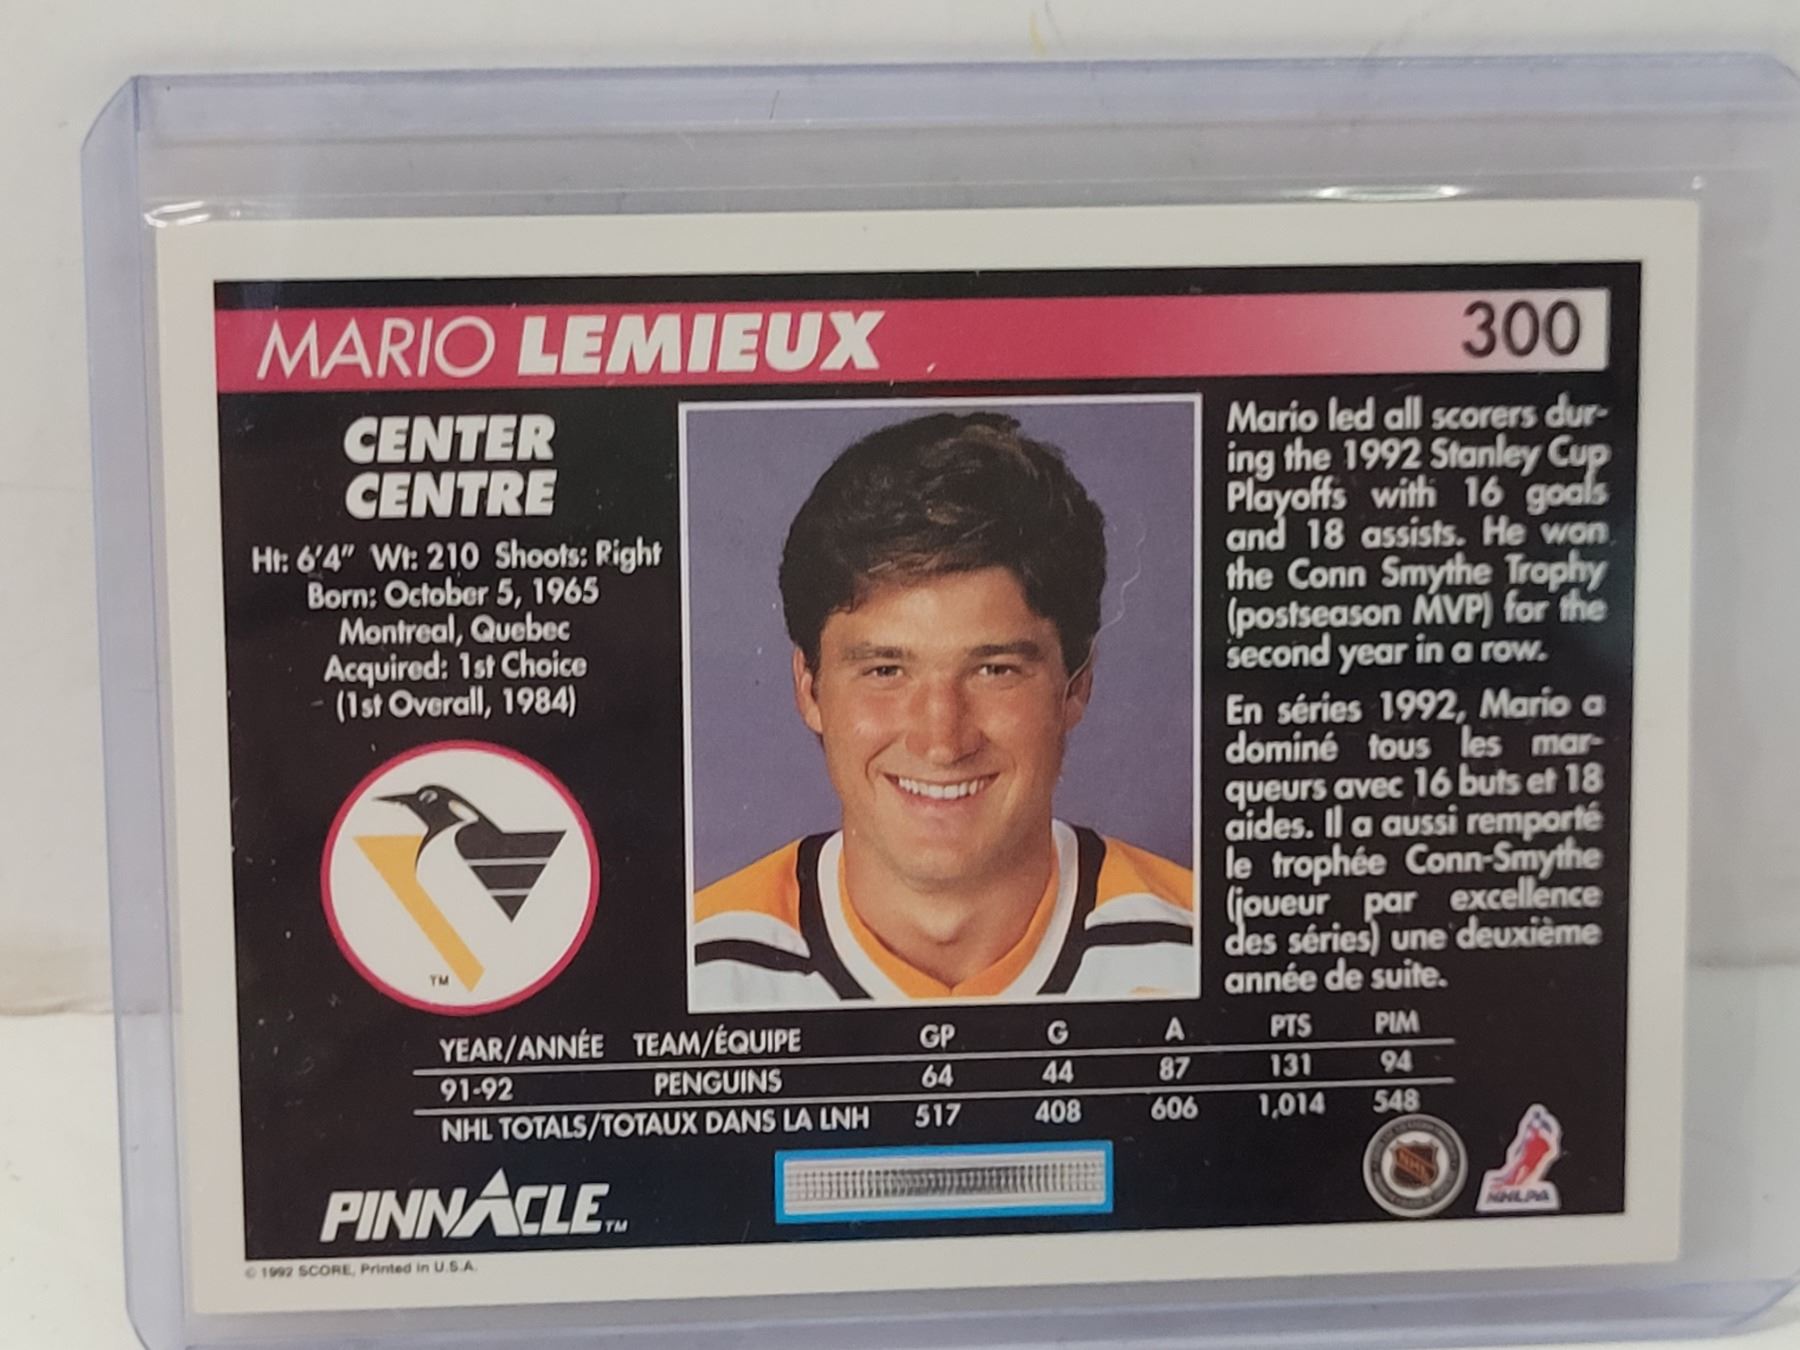 MARIO LEMIEUX 300
CENTER
CENTRE
Ht: 6'4" Wt: 210 Shoots: Right
Born: October 5, 1965
Montreal, Quebec
Acquired: 1st Choice
(1st Overall, 1984)
TM
Mario led all scorers dur-
ing the 1992 Stanley Cup
Playoffs with 16 goals
and 18 assists. He won
the Conn Smythe Trophy
(postseason MVP) for the
second year in a row.
En séries 1992, Mario a
dominé tous les mar-
queurs avec 16 buts et 18
aides. Il a aussi remporté
le trophée Conn-Smythe
(joueur par excellence
des séries) une deuxième
année de suite.
YEAR/ANNÉE TEAM/ÉQUIPE GP G A PTS PIM
91-92 PENGUINS 64 44 87 131 94
NHL TOTALS/TOTAUX DANS LA LNH 517 408 606 1,014 548
PINNACLE TM
NHL
NHLPA
© 1992 SCORE, Printed in U.S.A.